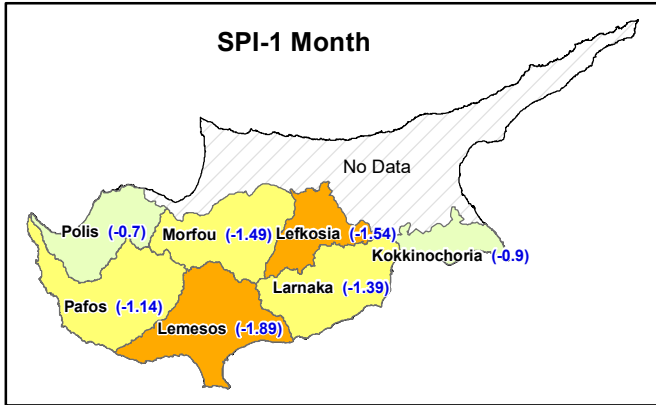 SPI-1 Month
No Data
Polis (-0.7)
Morfou (-1.49)
Lefkosia (-1.54)
Kokkinochoria (-0.9)
Pafos (-1.14)
Larnaka (-1.39)
Lemesos (-1.89)